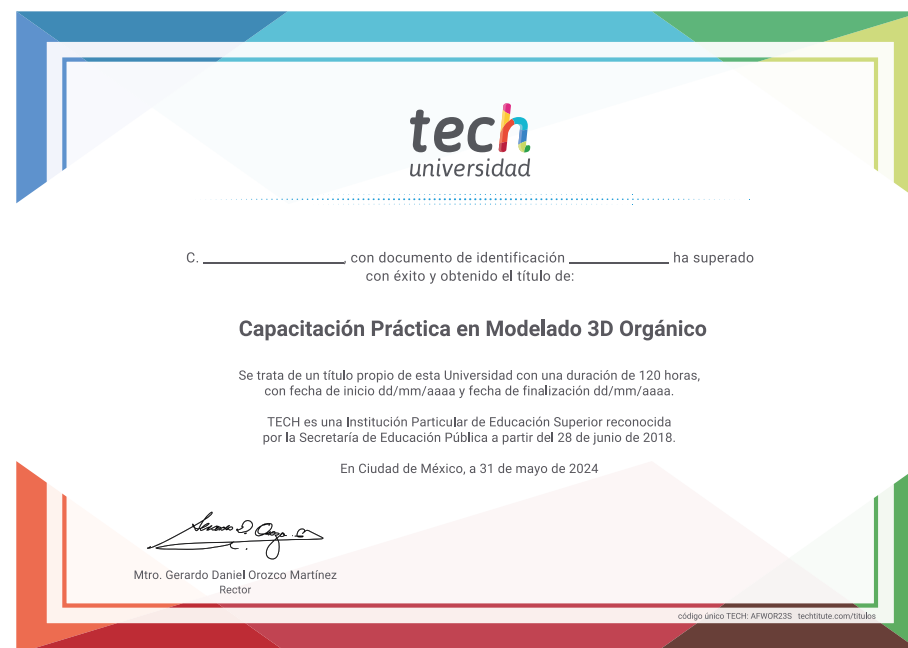 tech
universidad
C. ____________, con documento de identificación ____________ ha superado
con éxito y obtenido el título de:
Capacitación Práctica en Modelado 3D Orgánico
Se trata de un título propio de esta Universidad con una duración de 120 horas,
con fecha de inicio dd/mm/aaaa y fecha de finalización dd/mm/aaaa.
TECH es una Institución Particular de Educación Superior reconocida
por la Secretaría de Educación Pública a partir del 28 de junio de 2018.
En Ciudad de México, a 31 de mayo de 2024
Mtro. Gerardo Daniel Orozco Martínez
Rector
código único TECH: AFWOR23S techtitute.com/titulos